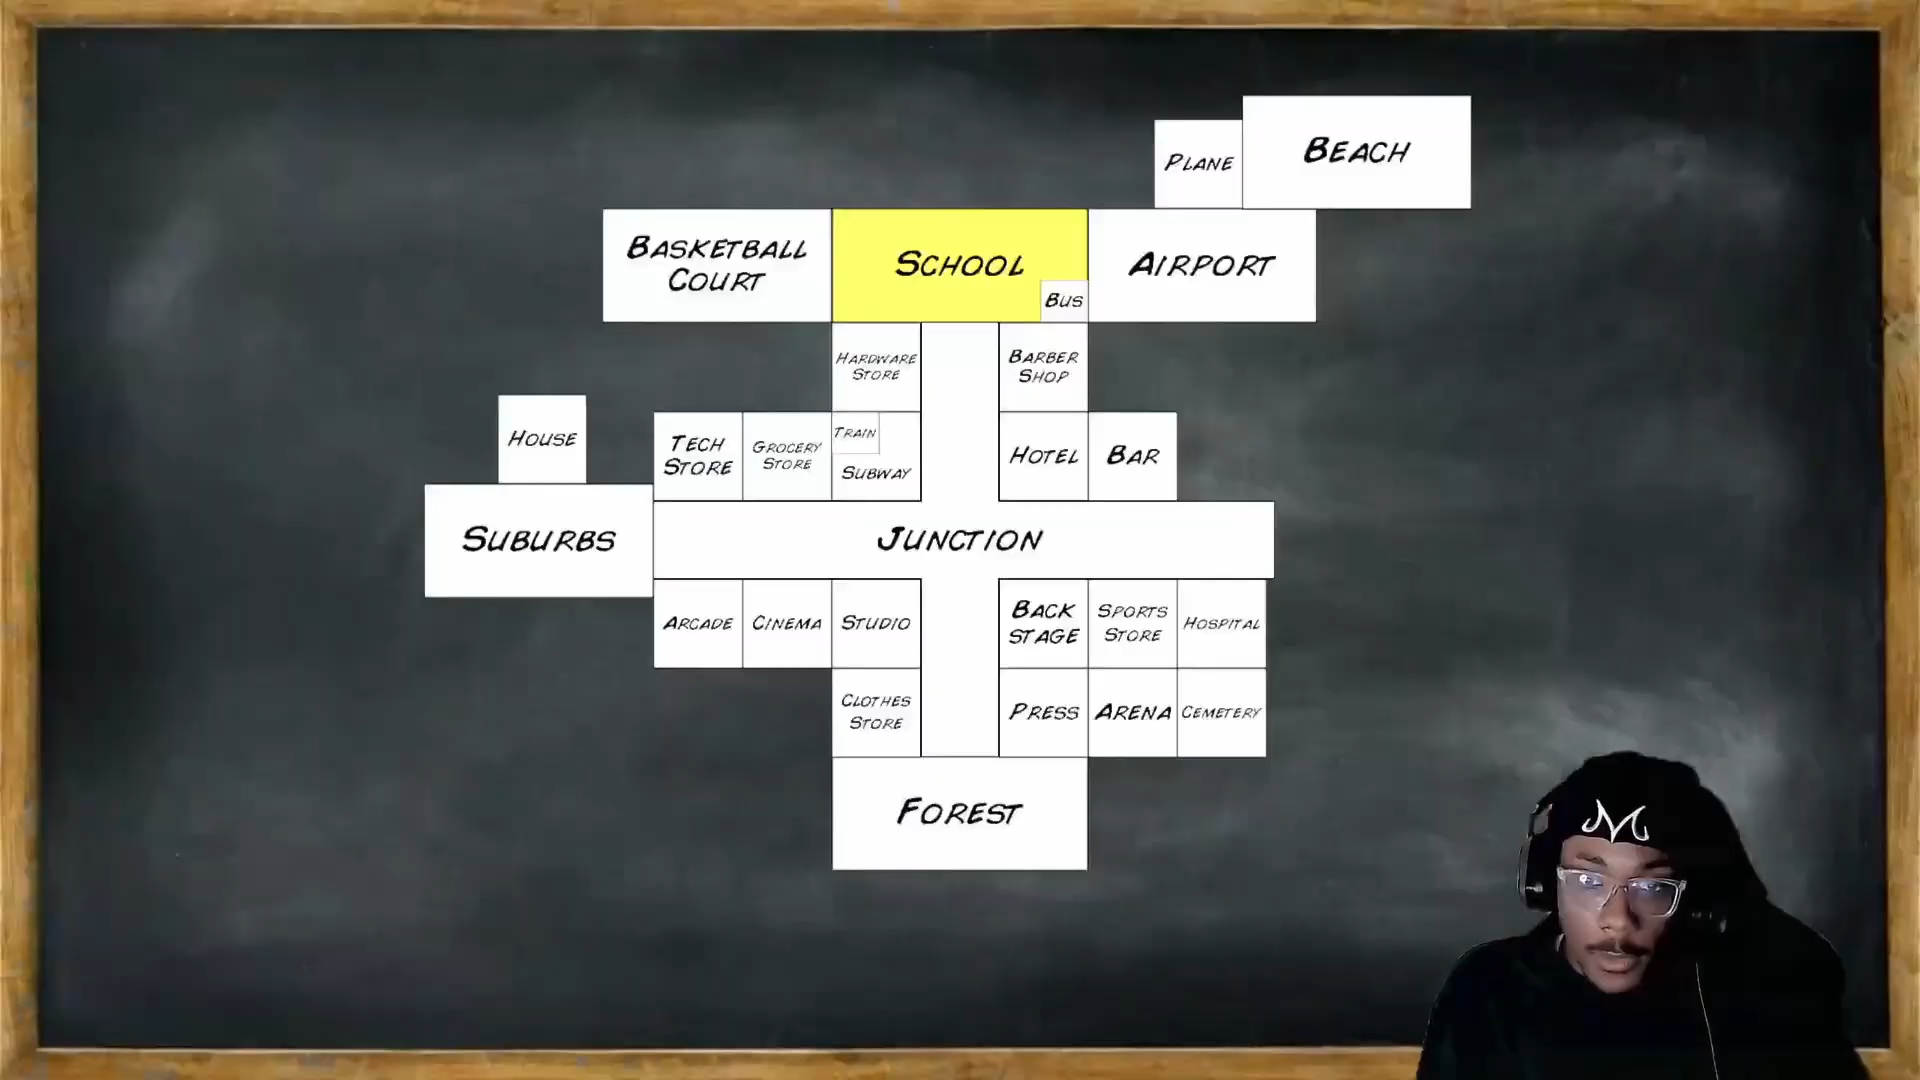 BEACH
PLANE
BASKETBALL
COURT
SCHOOL
AIRPORT
BUS
HARDWARE
STORE
BARBER
SHOP
HOUSE
TECH
STORE
GROCERY
STORE
TRAIN
SUBWAY
HOTEL
BAR
SUBURBS
JUNCTION
ARCADE
CINEMA
STUDIO
BACK
STAGE
SPORTS
STORE
HOSPITAL
CLOTHES
STORE
PRESS
ARENA
CEMETERY
FOREST